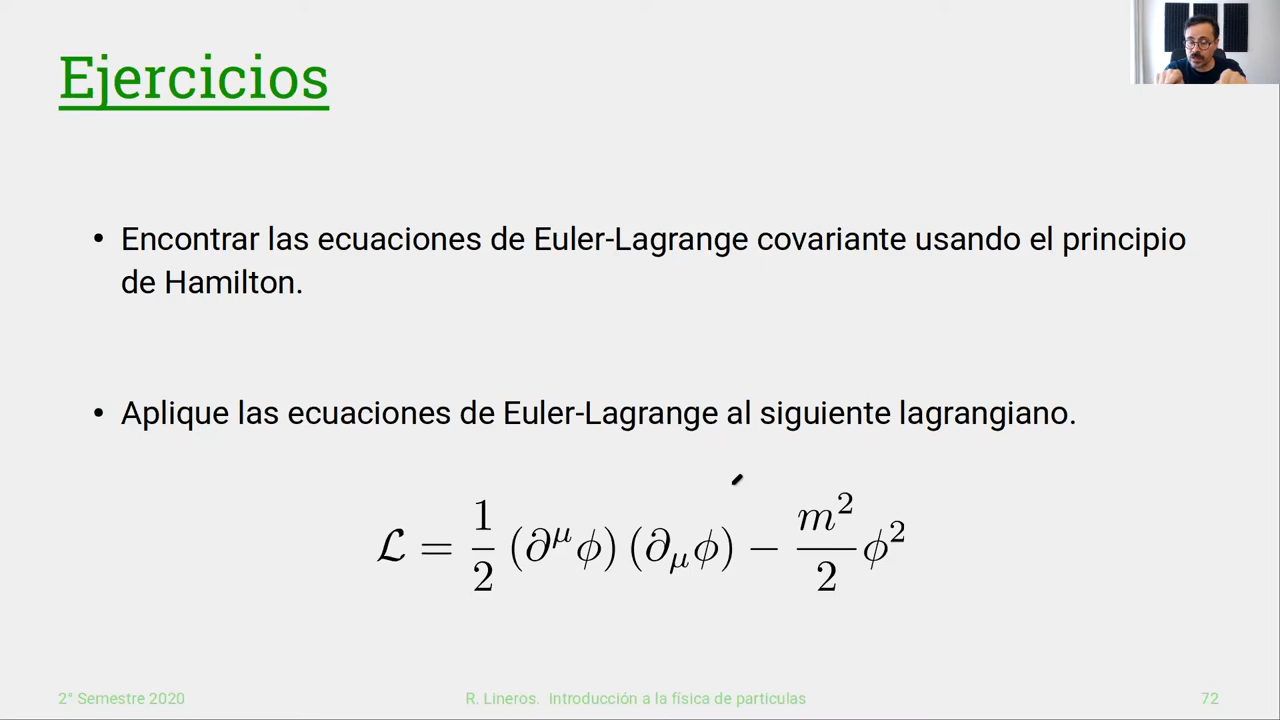 Ejercicios
• Encontrar las ecuaciones de Euler-Lagrange covariante usando el principio
de Hamilton.
• Aplique las ecuaciones de Euler-Lagrange al siguiente lagrangiano.
ℒ = 1/2 (∂^μ ϕ) (∂_μ ϕ) − m²/2 ϕ²
2° Semestre 2020
R. Lineros. Introducción a la física de particulas
72